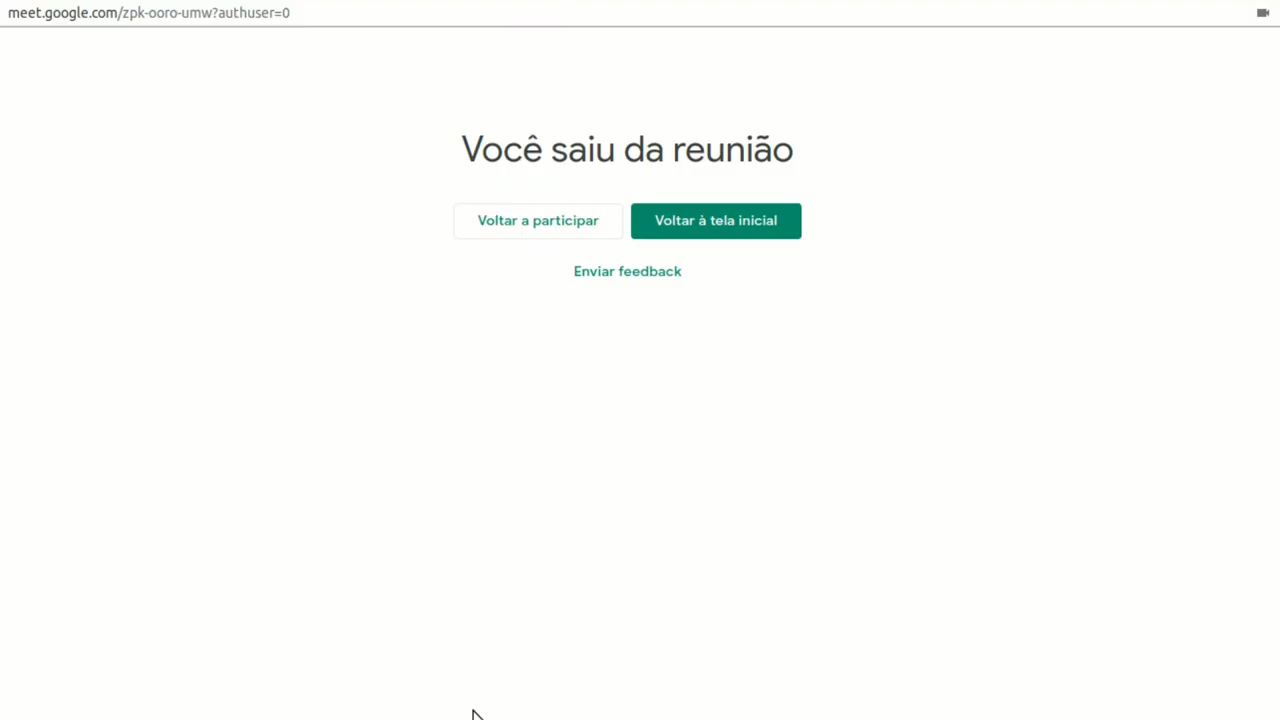 meet.google.com/zpk-ooro-umw?authuser=0
Você saiu da reunião
Voltar a participar
Voltar à tela inicial
Enviar feedback